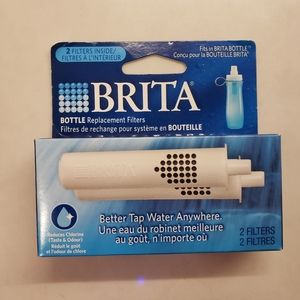 2 FILTERS INSIDE/
FILTRES À L'INTÉRIEUR
Fits in BRITA BOTTLE
Conçu pour la BOUTEILLE BRITA
BRITA
BOTTLE Replacement Filters
Filtres de rechange pour système en BOUTEILLE
Reduces Chlorine
(Taste & Odour)
Réduit le goût
et l'odeur de chlore
Better Tap Water Anywhere.
Une eau du robinet meilleure
au goût, n'importe où
2 FILTERS
2 FILTRES